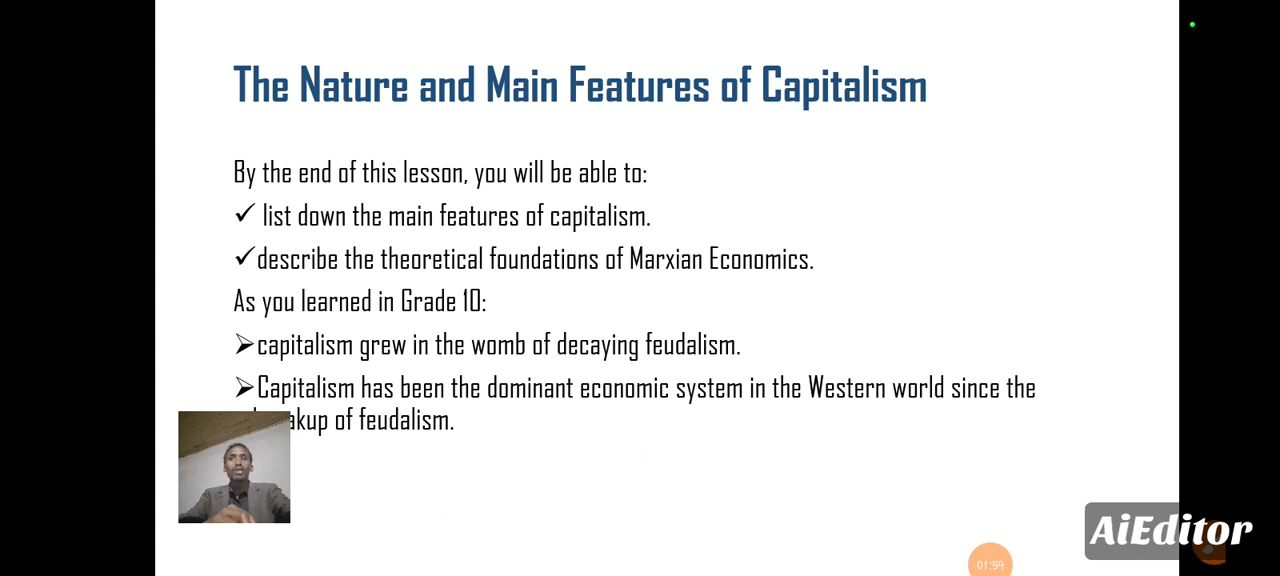 The Nature and Main Features of Capitalism
By the end of this lesson, you will be able to:
✓ list down the main features of capitalism.
✓describe the theoretical foundations of Marxian Economics.
As you learned in Grade 10:
➢capitalism grew in the womb of decaying feudalism.
➢Capitalism has been the dominant economic system in the Western world since the
of feudalism.
AiEditor
01:59